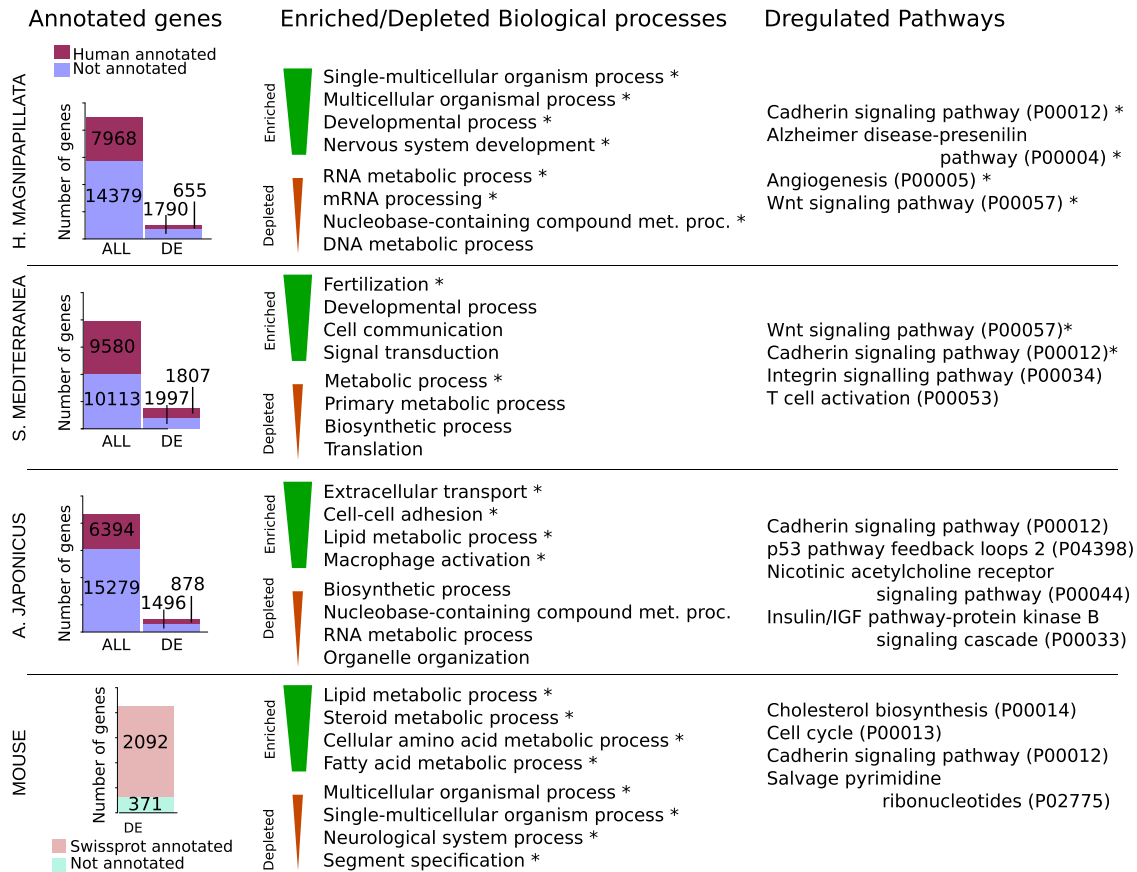 Annotated genes
Enriched/Depleted Biological processes
Dregulated Pathways
Human annotated
Not annotated
H. MAGNIPAPILLATA
Number of genes
7968
14379
655
1790
ALL
DE
Enriched
Single-multicellular organism process *
Multicellular organismal process *
Developmental process *
Nervous system development *
Depleted
RNA metabolic process *
mRNA processing *
Nucleobase-containing compound met. proc. *
DNA metabolic process
Cadherin signaling pathway (P00012) *
Alzheimer disease-presenilin
pathway (P00004) *
Angiogenesis (P00005) *
Wnt signaling pathway (P00057) *
S. MEDITERRANEA
Number of genes
9580
10113
1807
1997
ALL
DE
Enriched
Fertilization *
Developmental process
Cell communication
Signal transduction
Depleted
Metabolic process *
Primary metabolic process
Biosynthetic process
Translation
Wnt signaling pathway (P00057)*
Cadherin signaling pathway (P00012)*
Integrin signalling pathway (P00034)
T cell activation (P00053)
A. JAPONICUS
Number of genes
6394
15279
878
1496
ALL
DE
Enriched
Extracellular transport *
Cell-cell adhesion *
Lipid metabolic process *
Macrophage activation *
Depleted
Biosynthetic process
Nucleobase-containing compound met. proc.
RNA metabolic process
Organelle organization
Cadherin signaling pathway (P00012)
p53 pathway feedback loops 2 (P04398)
Nicotinic acetylcholine receptor
signaling pathway (P00044)
Insulin/IGF pathway-protein kinase B
signaling cascade (P00033)
MOUSE
Number of genes
2092
371
DE
Swissprot annotated
Not annotated
Enriched
Lipid metabolic process *
Steroid metabolic process *
Cellular amino acid metabolic process *
Fatty acid metabolic process *
Depleted
Multicellular organismal process *
Single-multicellular organism process *
Neurological system process *
Segment specification *
Cholesterol biosynthesis (P00014)
Cell cycle (P00013)
Cadherin signaling pathway (P00012)
Salvage pyrimidine
ribonucleotides (P02775)